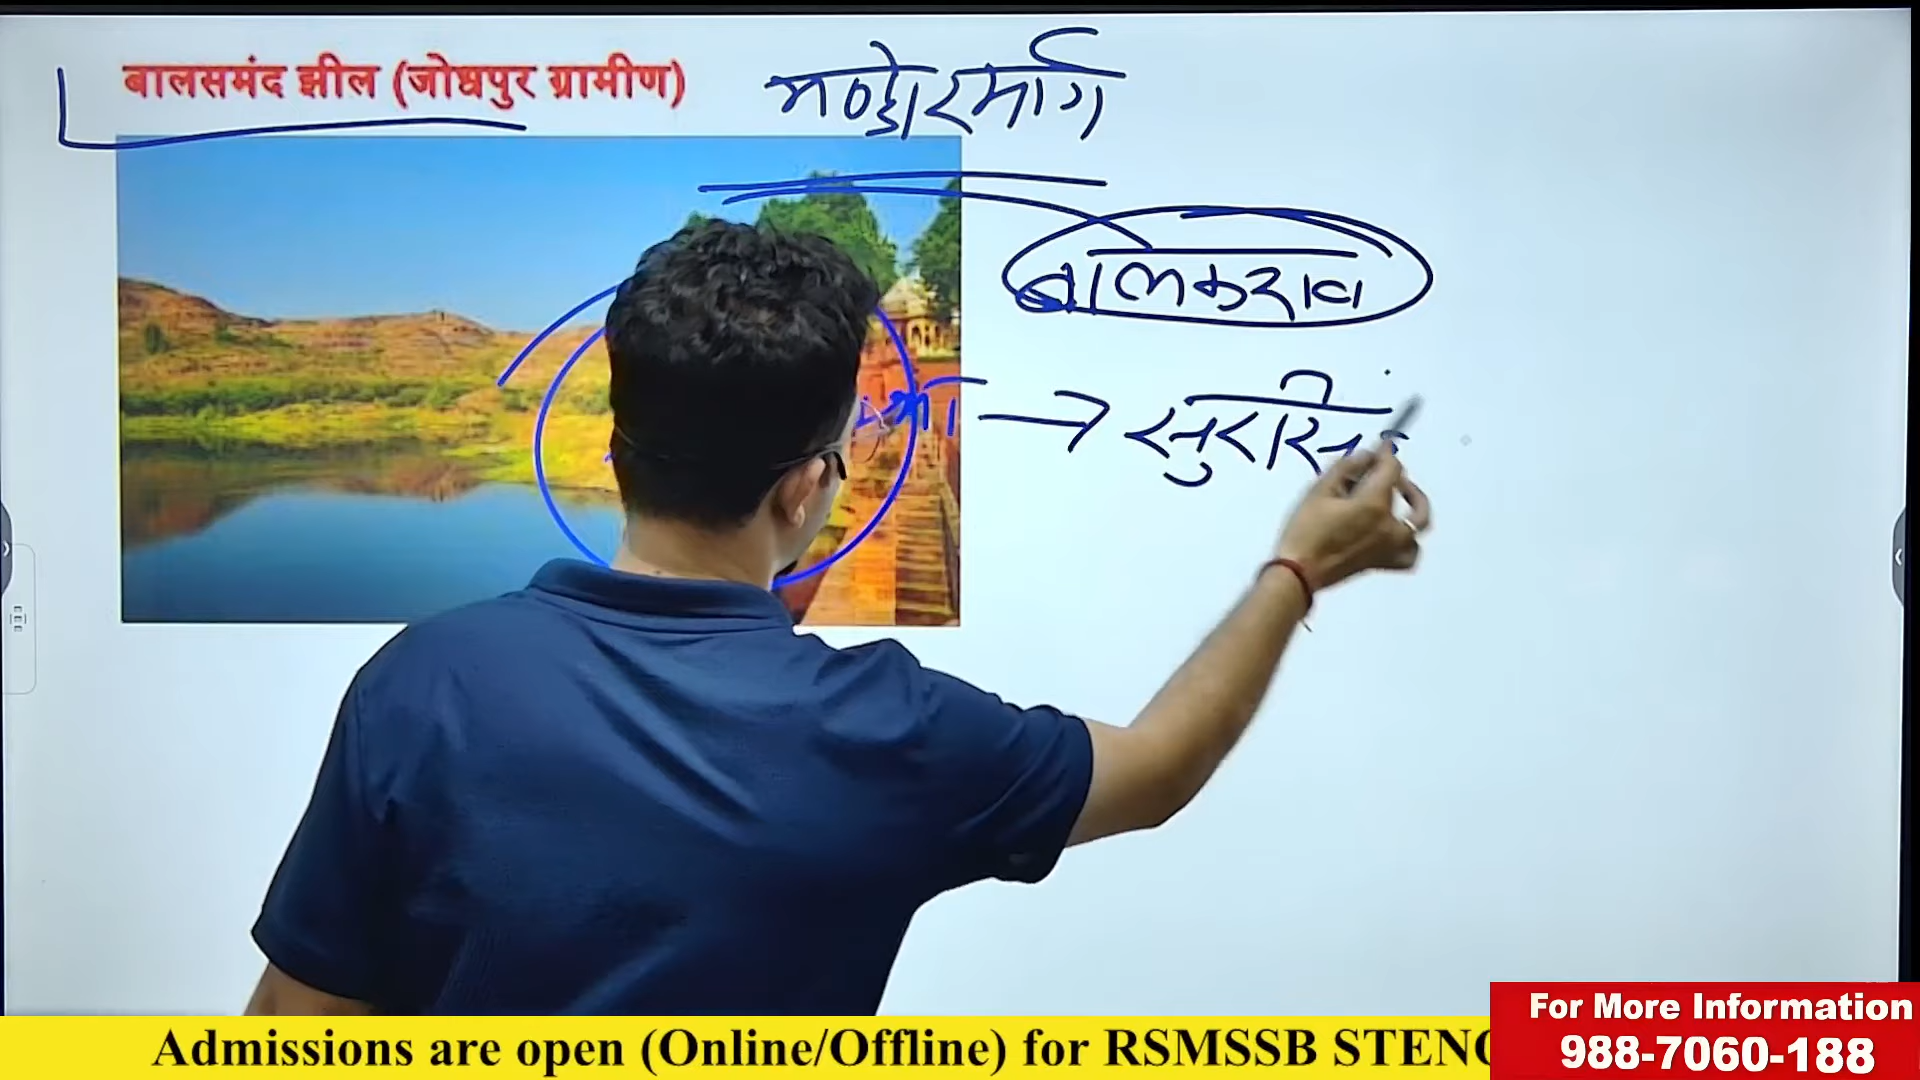 बालसमंद झील (जोधपुर ग्रामीण)
मण्डोर मार्ग
बालकराव
सुरसि
Admissions are open (Online/Offline) for RSMSSB STENO
For More Information
988-7060-188